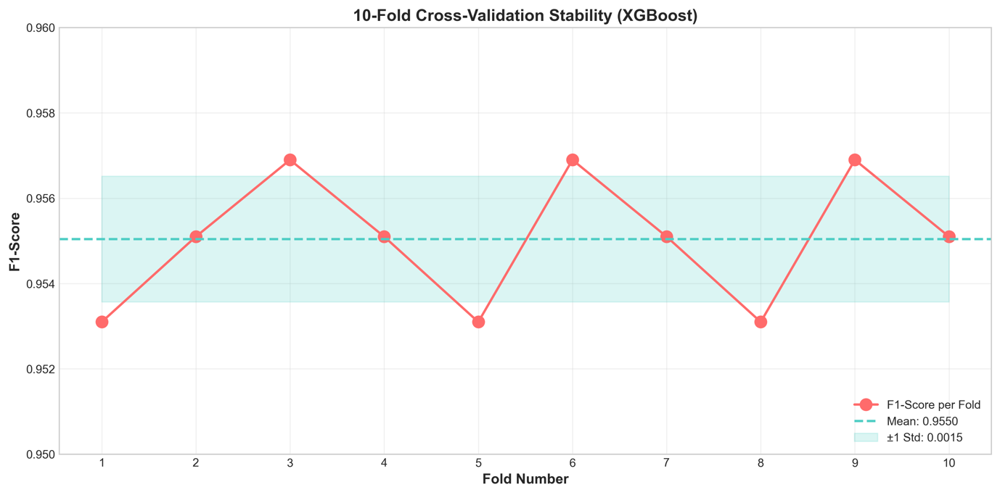 10-Fold Cross-Validation Stability (XGBoost)
F1-Score
0.960
0.958
0.956
0.954
0.952
0.950
1 2 3 4 5 6 7 8 9 10
Fold Number
F1-Score per Fold
Mean: 0.9550
±1 Std: 0.0015